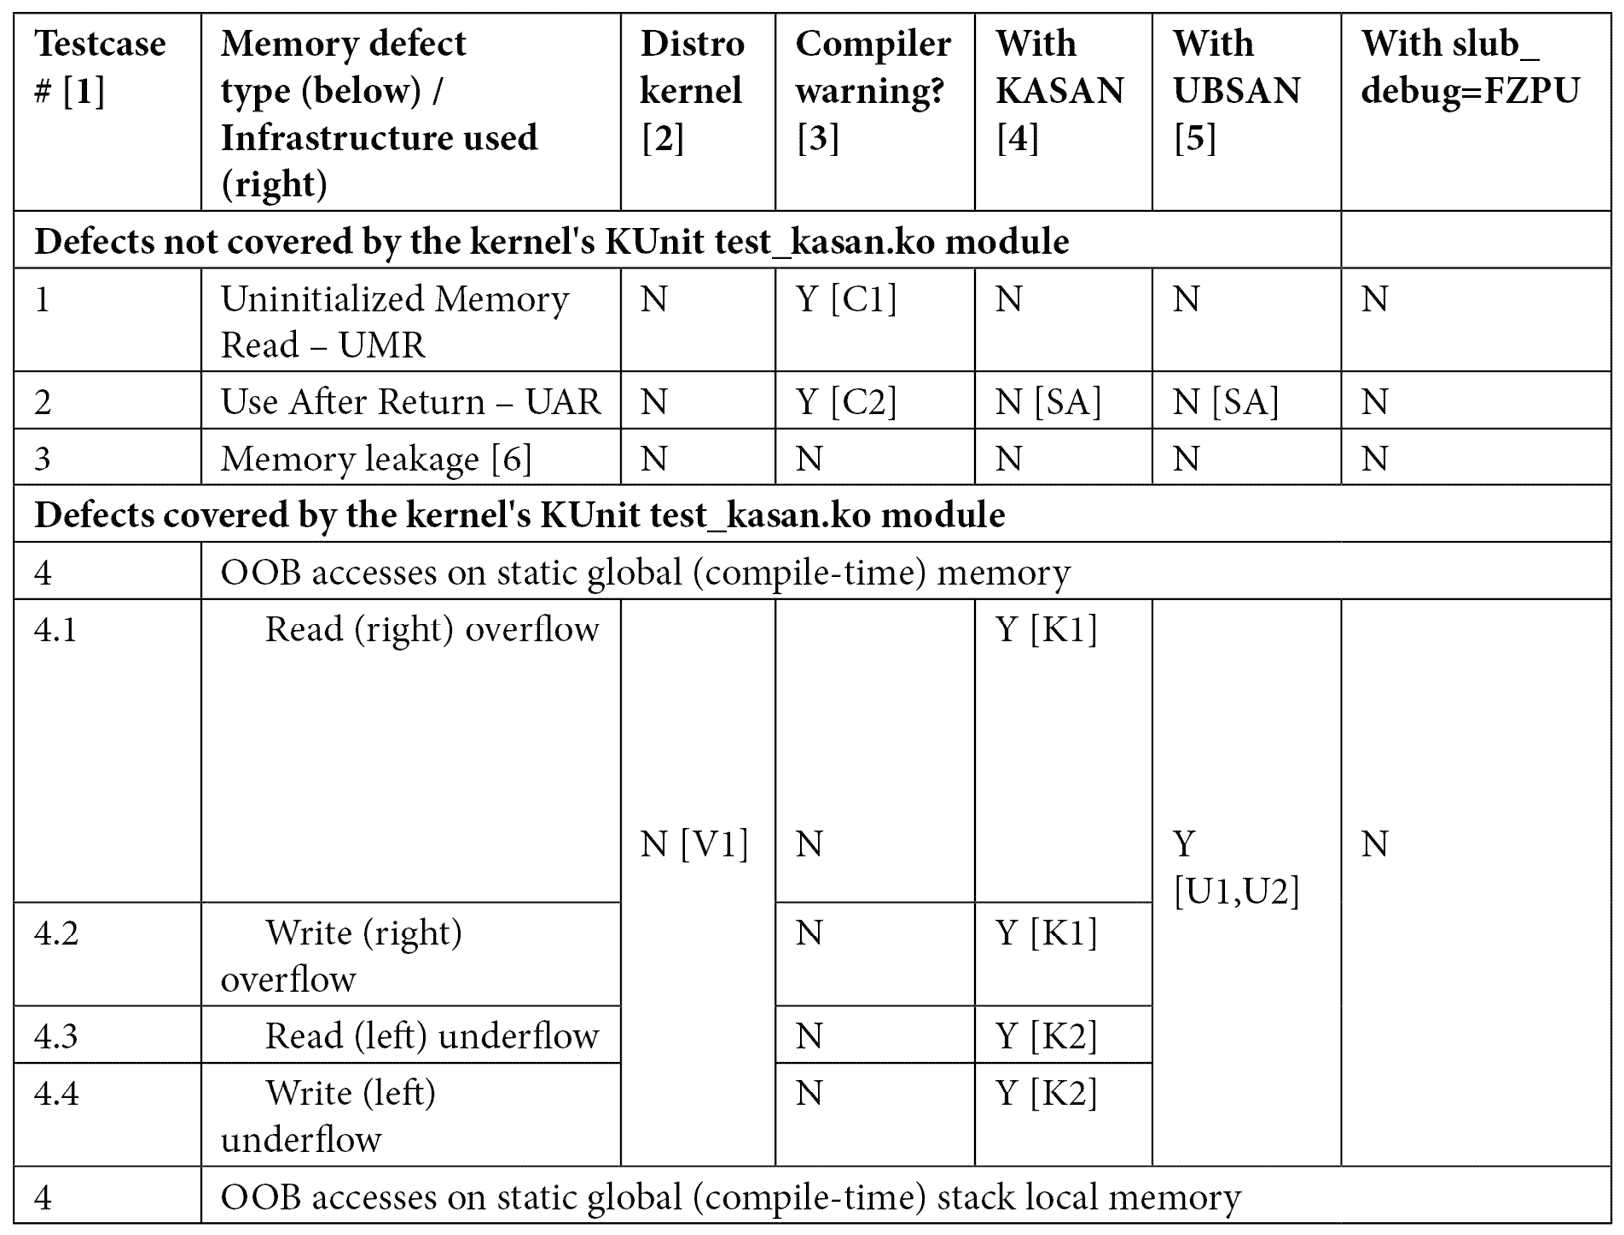 Testcase
# [1]
Memory defect
type (below) /
Infrastructure used
(right)
Distro
kernel
[2]
Compiler
warning?
[3]
With
KASAN
[4]
With
UBSAN
[5]
With slub_
debug=FZPU
Defects not covered by the kernel's KUnit test_kasan.ko module
1
Uninitialized Memory
Read – UMR
N
Y [C1]
N
N
N
2
Use After Return – UAR
N
Y [C2]
N [SA]
N [SA]
N
3
Memory leakage [6]
N
N
N
N
N
Defects covered by the kernel's KUnit test_kasan.ko module
4
OOB accesses on static global (compile-time) memory
4.1
Read (right) overflow
N [V1]
N
Y [K1]
Y
[U1,U2]
N
4.2
Write (right)
overflow
N
Y [K1]
4.3
Read (left) underflow
N
Y [K2]
4.4
Write (left)
underflow
N
Y [K2]
4
OOB accesses on static global (compile-time) stack local memory